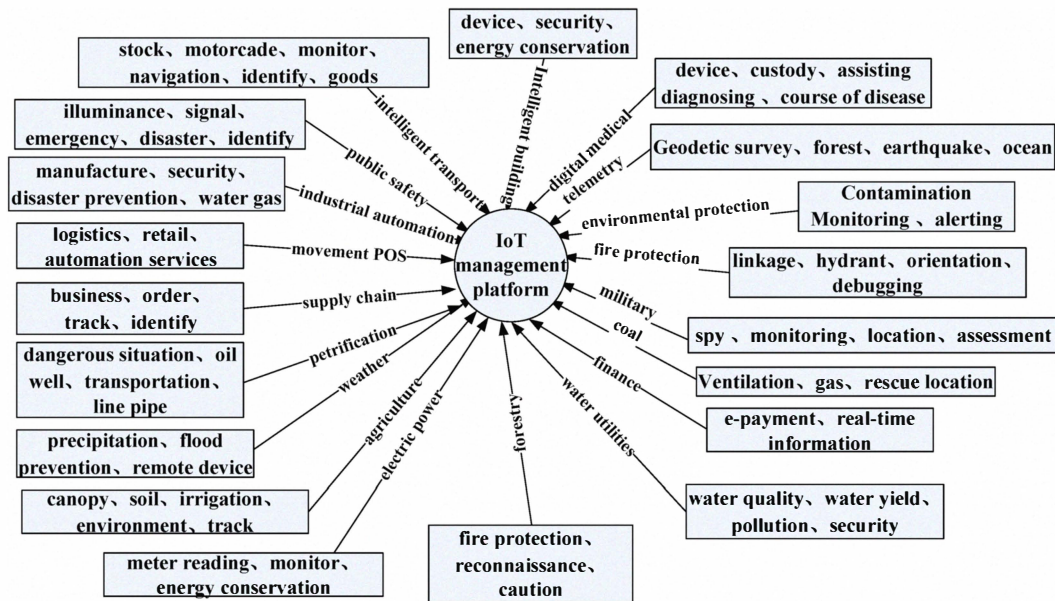 device、security、
energy conservation
Intelligent building
stock、motorcade、monitor、
navigation、identify、goods
intelligent transport
device、custody、assisting
diagnosing 、course of disease
digital medical
illuminance、signal、
emergency、disaster、identify
public safety
Geodetic survey、forest、earthquake、ocean
telemetry
manufacture、security、
disaster prevention、water gas
industrial automation
Contamination
Monitoring 、alerting
environmental protection
logistics、retail、
automation services
movement POS
IoT
management
platform
fire protection
linkage、hydrant、orientation、
debugging
business、order、
track、identify
supply chain
military
spy 、monitoring、location、assessment
dangerous situation、oil
well、transportation、
line pipe
petrification
coal
Ventilation、gas、rescue location
precipitation、flood
prevention、remote device
weather
finance
e-payment、real-time
information
canopy、soil、irrigation、
environment、track
agriculture
water utilities
water quality、water yield、
pollution、security
meter reading、monitor、
energy conservation
electric power
forestry
fire protection、
reconnaissance、
caution